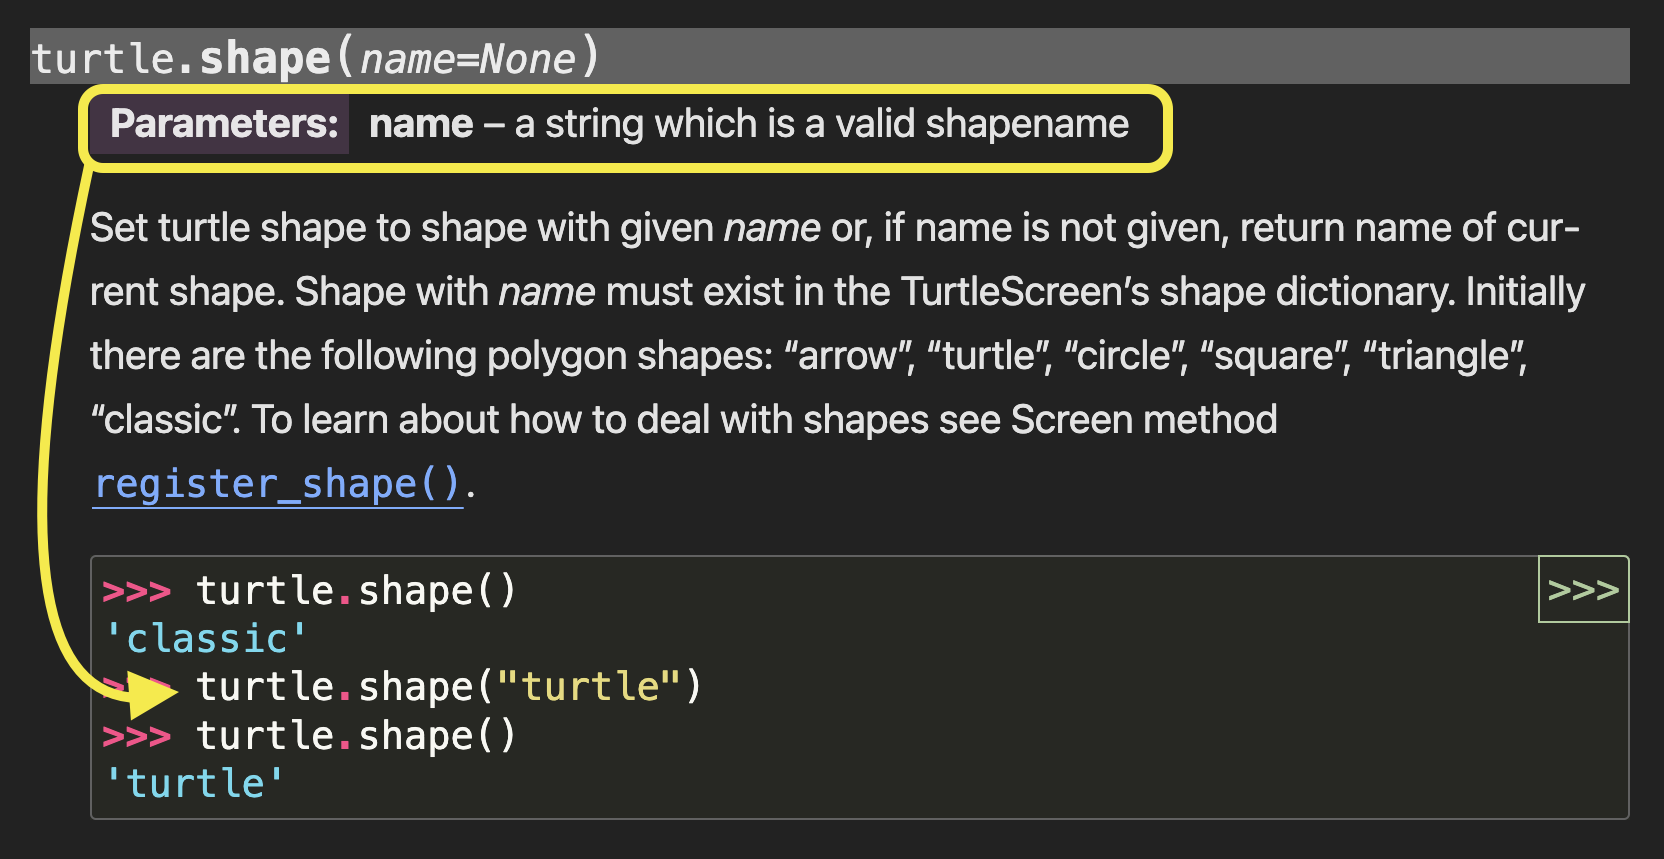 turtle.shape(name=None)
Parameters: name – a string which is a valid shapename
Set turtle shape to shape with given name or, if name is not given, return name of cur-
rent shape. Shape with name must exist in the TurtleScreen’s shape dictionary. Initially
there are the following polygon shapes: “arrow”, “turtle”, “circle”, “square”, “triangle”,
“classic”. To learn about how to deal with shapes see Screen method
register_shape().
>>> turtle.shape()
>>>
'classic'
>>> turtle.shape("turtle")
>>> turtle.shape()
'turtle'